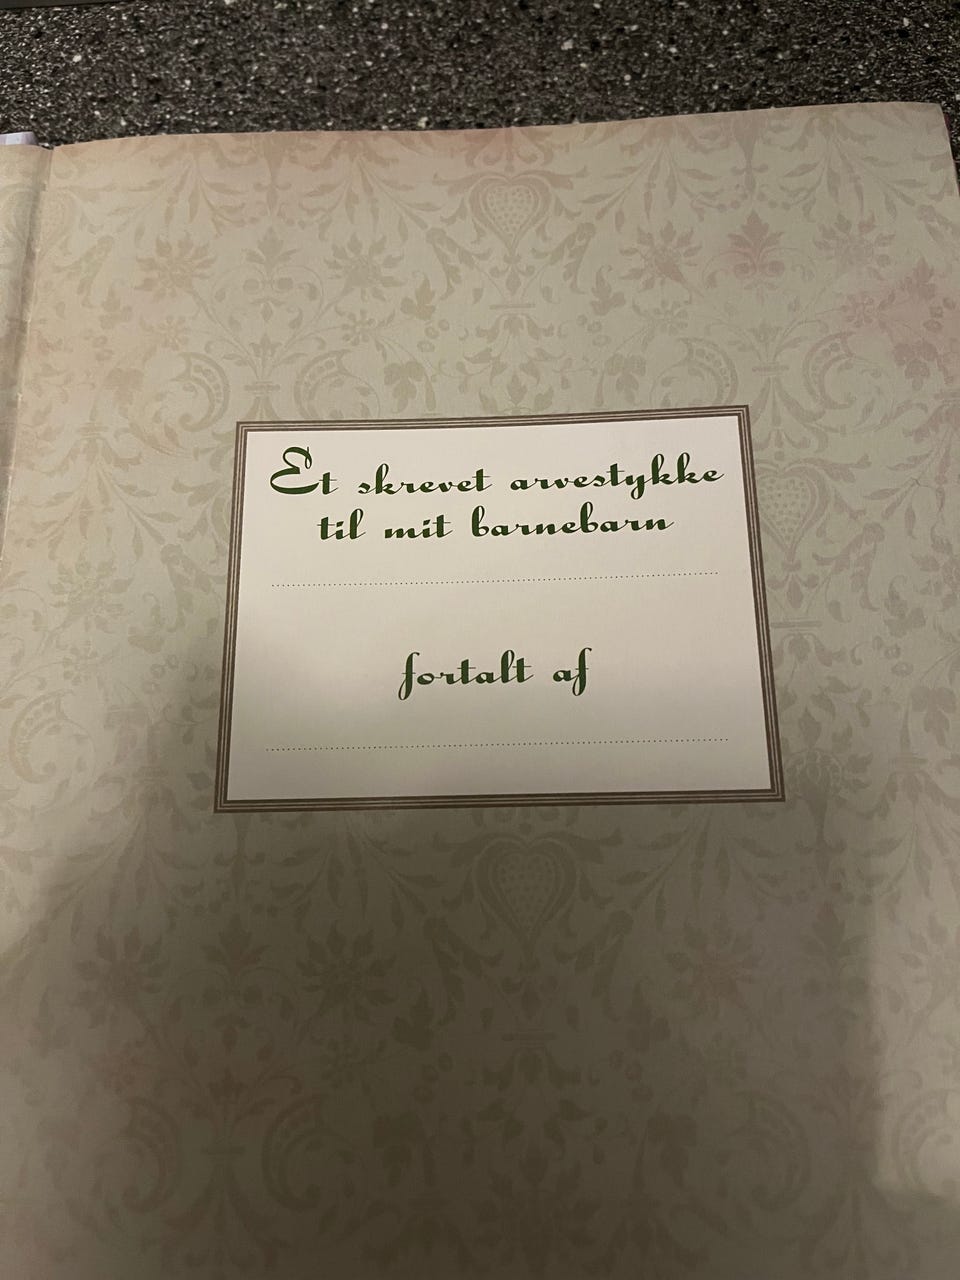 Et skrevet arvestykke
til mit barnebarn
fortalt af